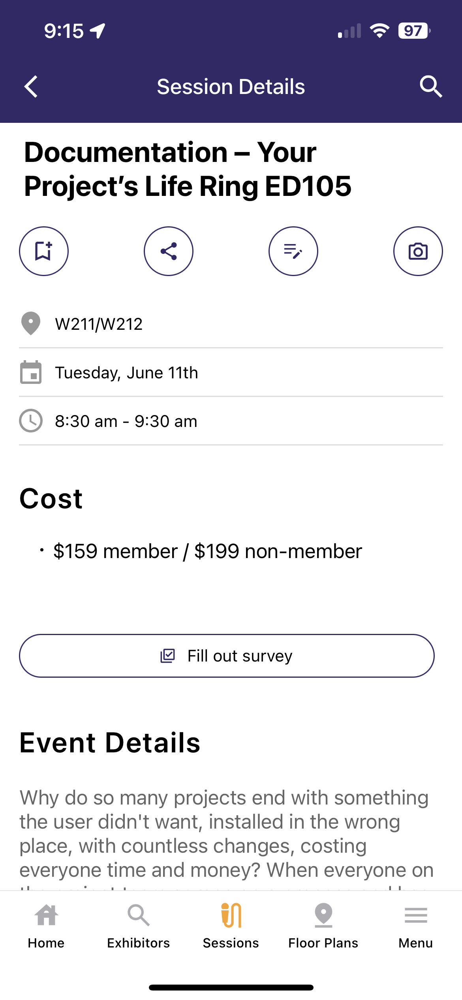 9:15
97
Session Details
Documentation – Your
Project’s Life Ring ED105
W211/W212
Tuesday, June 11th
8:30 am - 9:30 am
Cost
• $159 member / $199 non-member
Fill out survey
Event Details
Why do so many projects end with something
the user didn't want, installed in the wrong
place, with countless changes, costing
everyone time and money? When everyone on
Home
Exhibitors
Sessions
Floor Plans
Menu